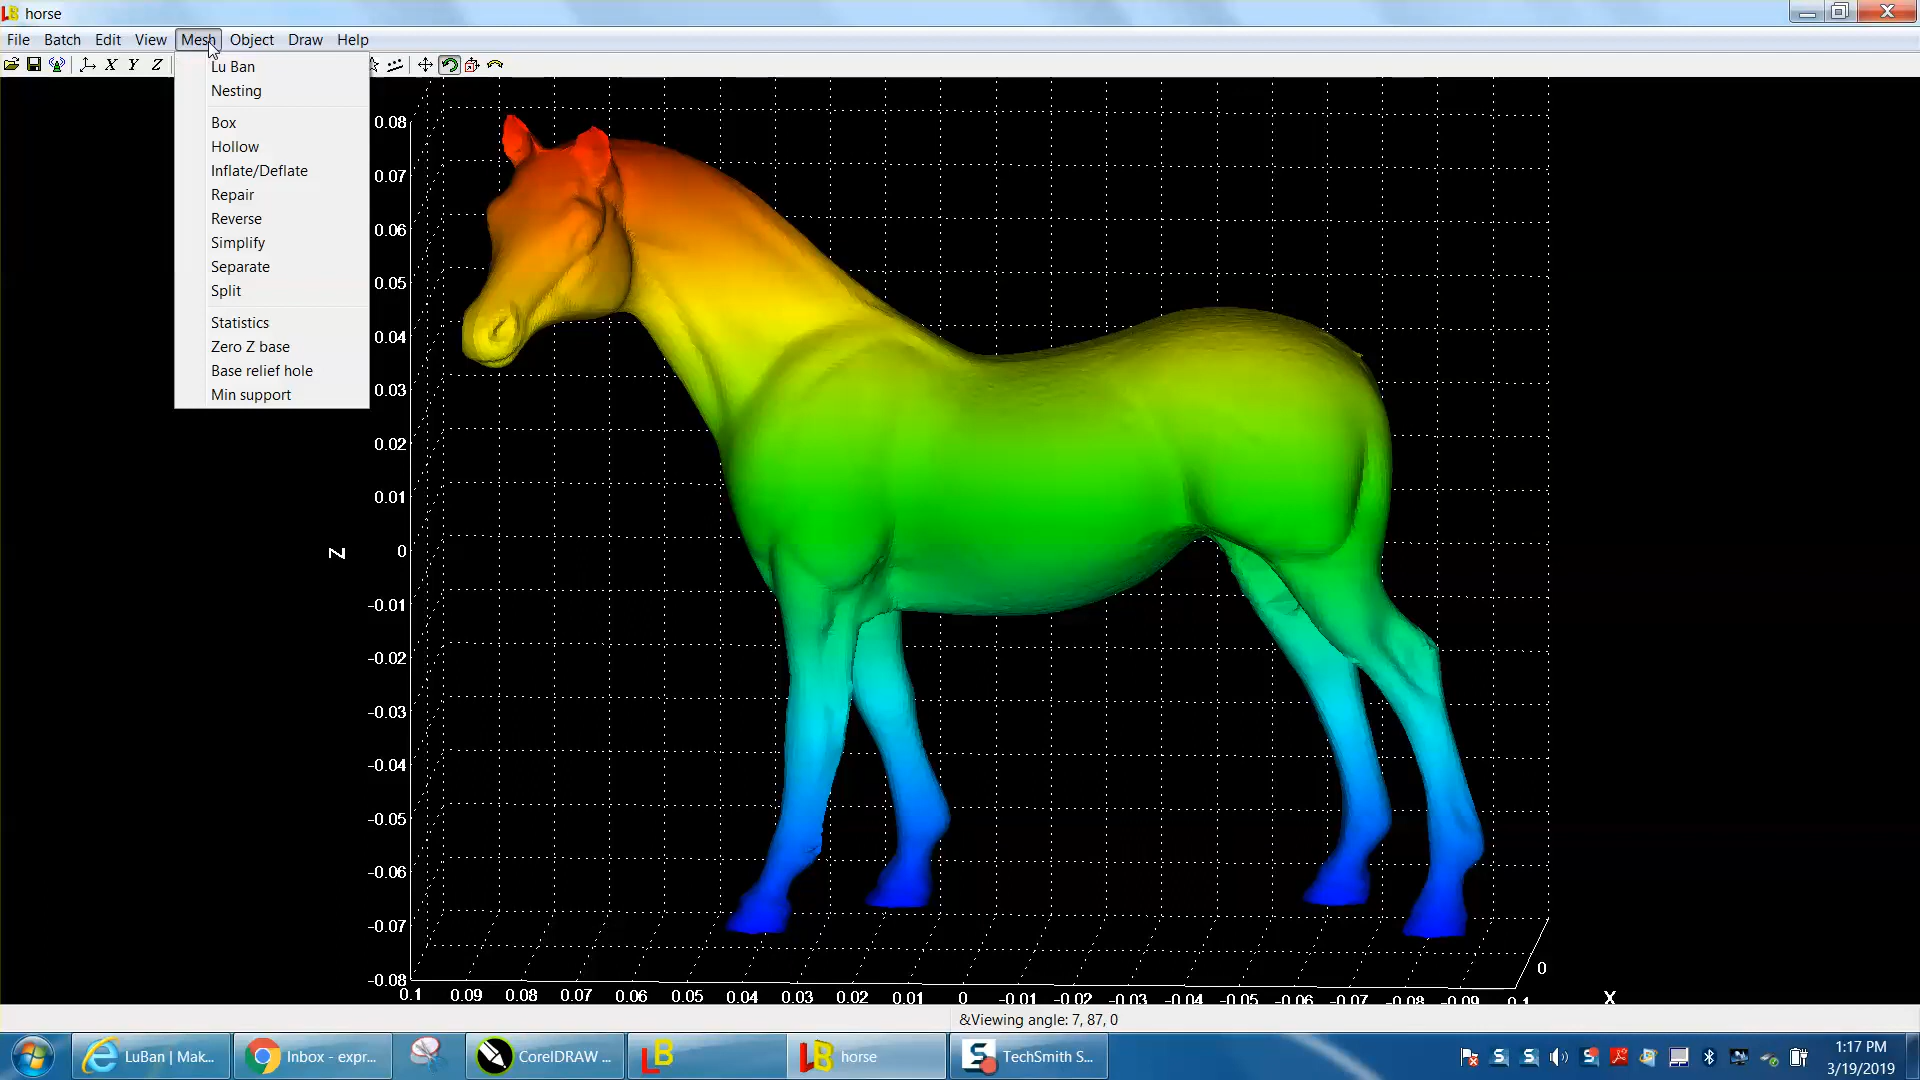 LB horse
File Batch Edit View Mesh Object Draw Help
X Y Z
Lu Ban
Nesting
Box
Hollow
Inflate/Deflate
Repair
Reverse
Simplify
Separate
Split
Statistics
Zero Z base
Base relief hole
Min support
0.08
0.07
0.06
0.05
0.04
0.03
0.02
0.01
0
-0.01
-0.02
-0.03
-0.04
-0.05
-0.06
-0.07
-0.08
Z
0.1 0.09 0.08 0.07 0.06 0.05 0.04 0.03 0.02 0.01 0 -0.01 -0.02 -0.03 -0.04 -0.05 -0.06 -0.07 -0.08 -0.09 0.1
0
X
&Viewing angle: 7, 87, 0
LuBan | Mak... Inbox - expr... CorelDRAW ... LB LB horse S TechSmith S...
1:17 PM
3/19/2019